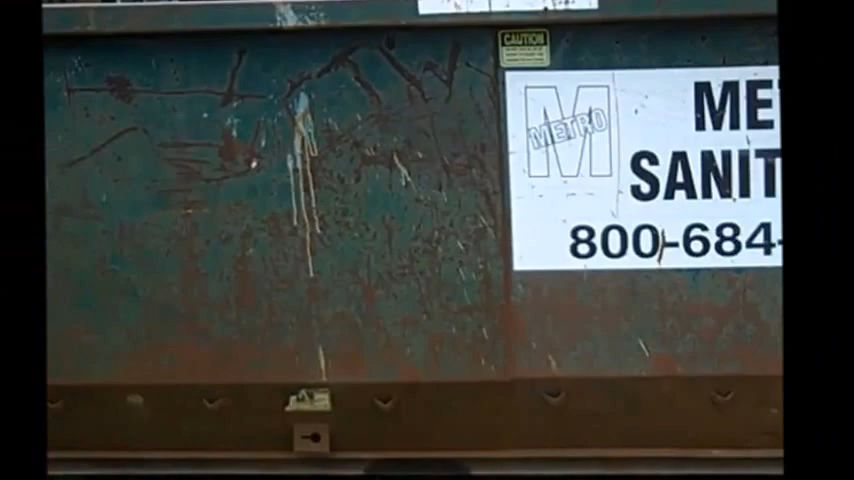 CAUTION
METRO
M
ME
SANIT
800-684-